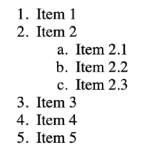 1. Item 1
2. Item 2
a. Item 2.1
b. Item 2.2
c. Item 2.3
3. Item 3
4. Item 4
5. Item 5